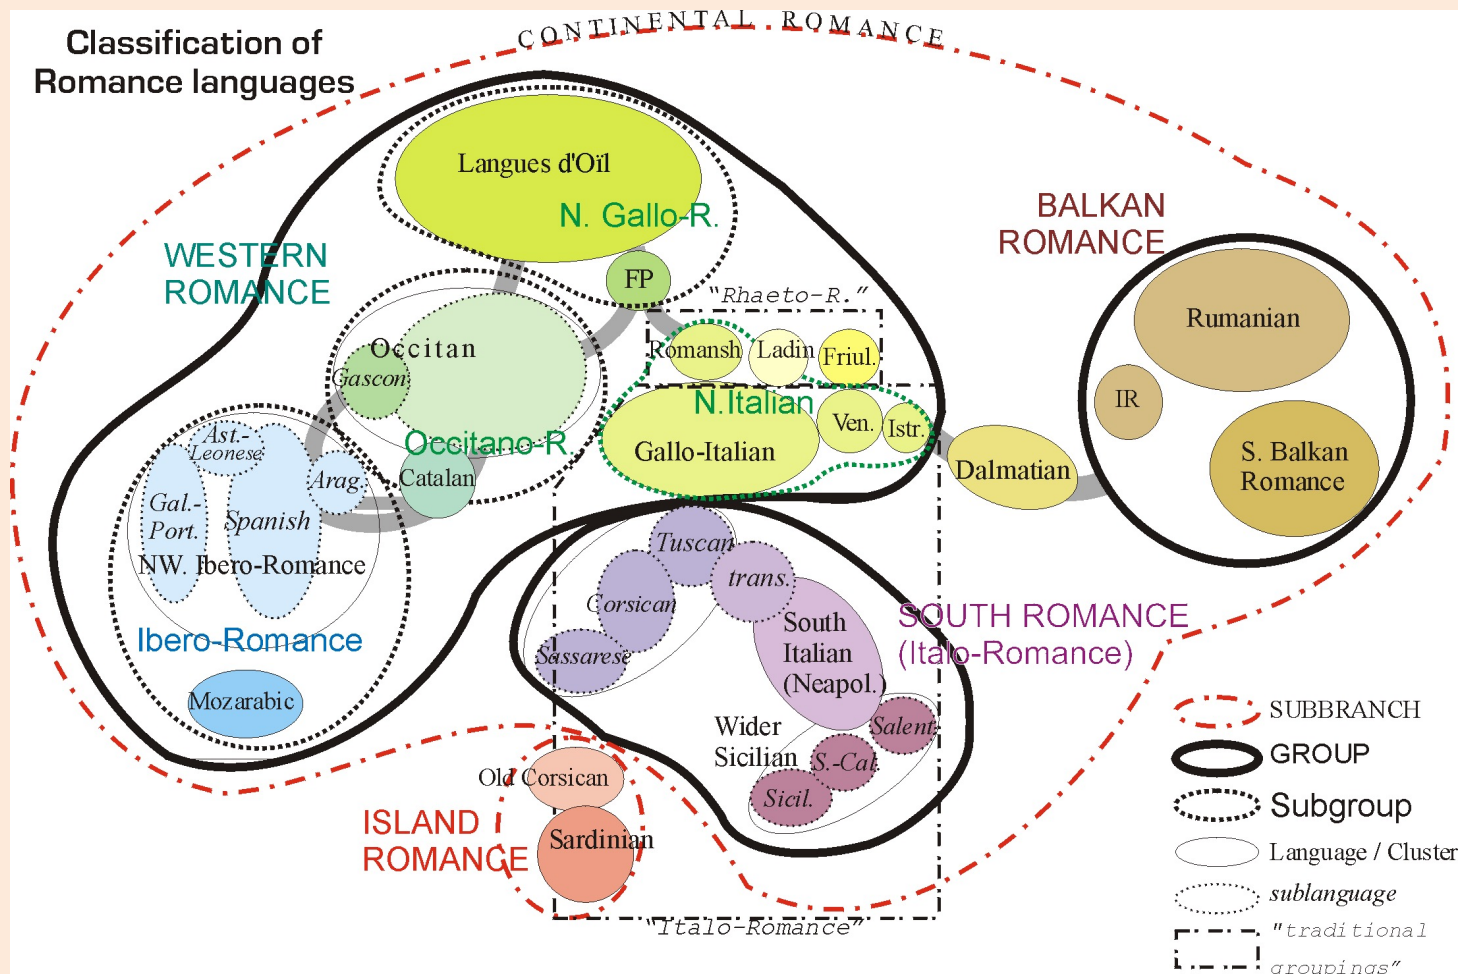 CONTINENTAL ROMANCE
Classification of
Romance languages
Langues d'Oïl
N. Gallo-R.
BALKAN
ROMANCE
WESTERN
ROMANCE
FP
"Rhaeto-R."
Rumanian
Occitan
Romansh
Ladin
Friul.
Gascon
IR
N.Italian
Ven.
Istr.
Ast.-
Leonese
Occitano-R.
Gallo-Italian
S. Balkan
Romance
Dalmatian
Arag.
Catalan
Gal.-
Port.
Spanish
Tuscan
NW. Ibero-Romance
trans.
Corsican
SOUTH ROMANCE
(Italo-Romance)
South
Italian
(Neapol.)
Ibero-Romance
Sassarese
Mozarabic
Wider
Sicilian
Salent.
S.-Cal.
Sicil.
Old Corsican
ISLAND
ROMANCE
Sardinian
"Italo-Romance"
SUBBRANCH
GROUP
Subgroup
Language / Cluster
sublanguage
"traditional
groupings"